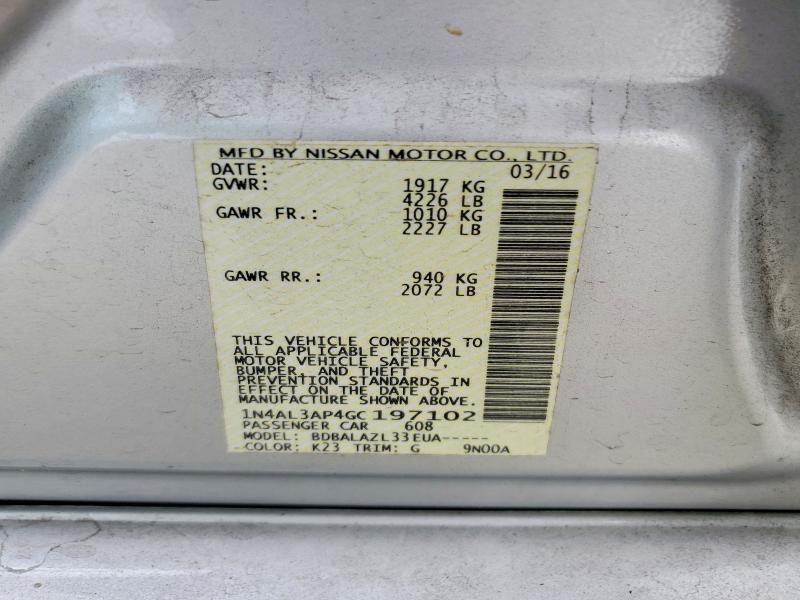 MFD BY NISSAN MOTOR CO., LTD.
DATE: 03/16
GVWR: 1917 KG
4226 LB
GAWR FR.: 1010 KG
2227 LB
GAWR RR.: 940 KG
2072 LB
THIS VEHICLE CONFORMS TO
ALL APPLICABLE FEDERAL
MOTOR VEHICLE SAFETY,
BUMPER, AND THEFT
PREVENTION STANDARDS IN
EFFECT ON THE DATE OF
MANUFACTURE SHOWN ABOVE.
1N4AL3AP4GC197102
PASSENGER CAR 608
MODEL: BDBALAZL33EUA-----
COLOR: K23 TRIM: G 9N00A